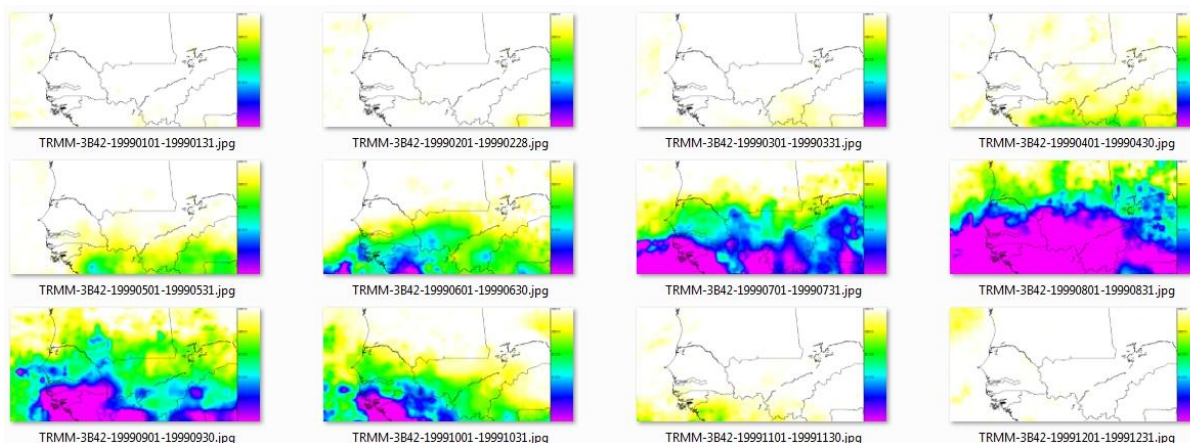 TRMM-3B42-19990101-19990131.jpg
TRMM-3B42-19990201-19990228.jpg
TRMM-3B42-19990301-19990331.jpg
TRMM-3B42-19990401-19990430.jpg
TRMM-3B42-19990501-19990531.jpg
TRMM-3B42-19990601-19990630.jpg
TRMM-3B42-19990701-19990731.jpg
TRMM-3B42-19990801-19990831.jpg
TRMM-3B42-19990901-19990930.jpg
TRMM-3B42-19991001-19991031.jpg
TRMM-3B42-19991101-19991130.jpg
TRMM-3B42-19991201-19991231.jpg